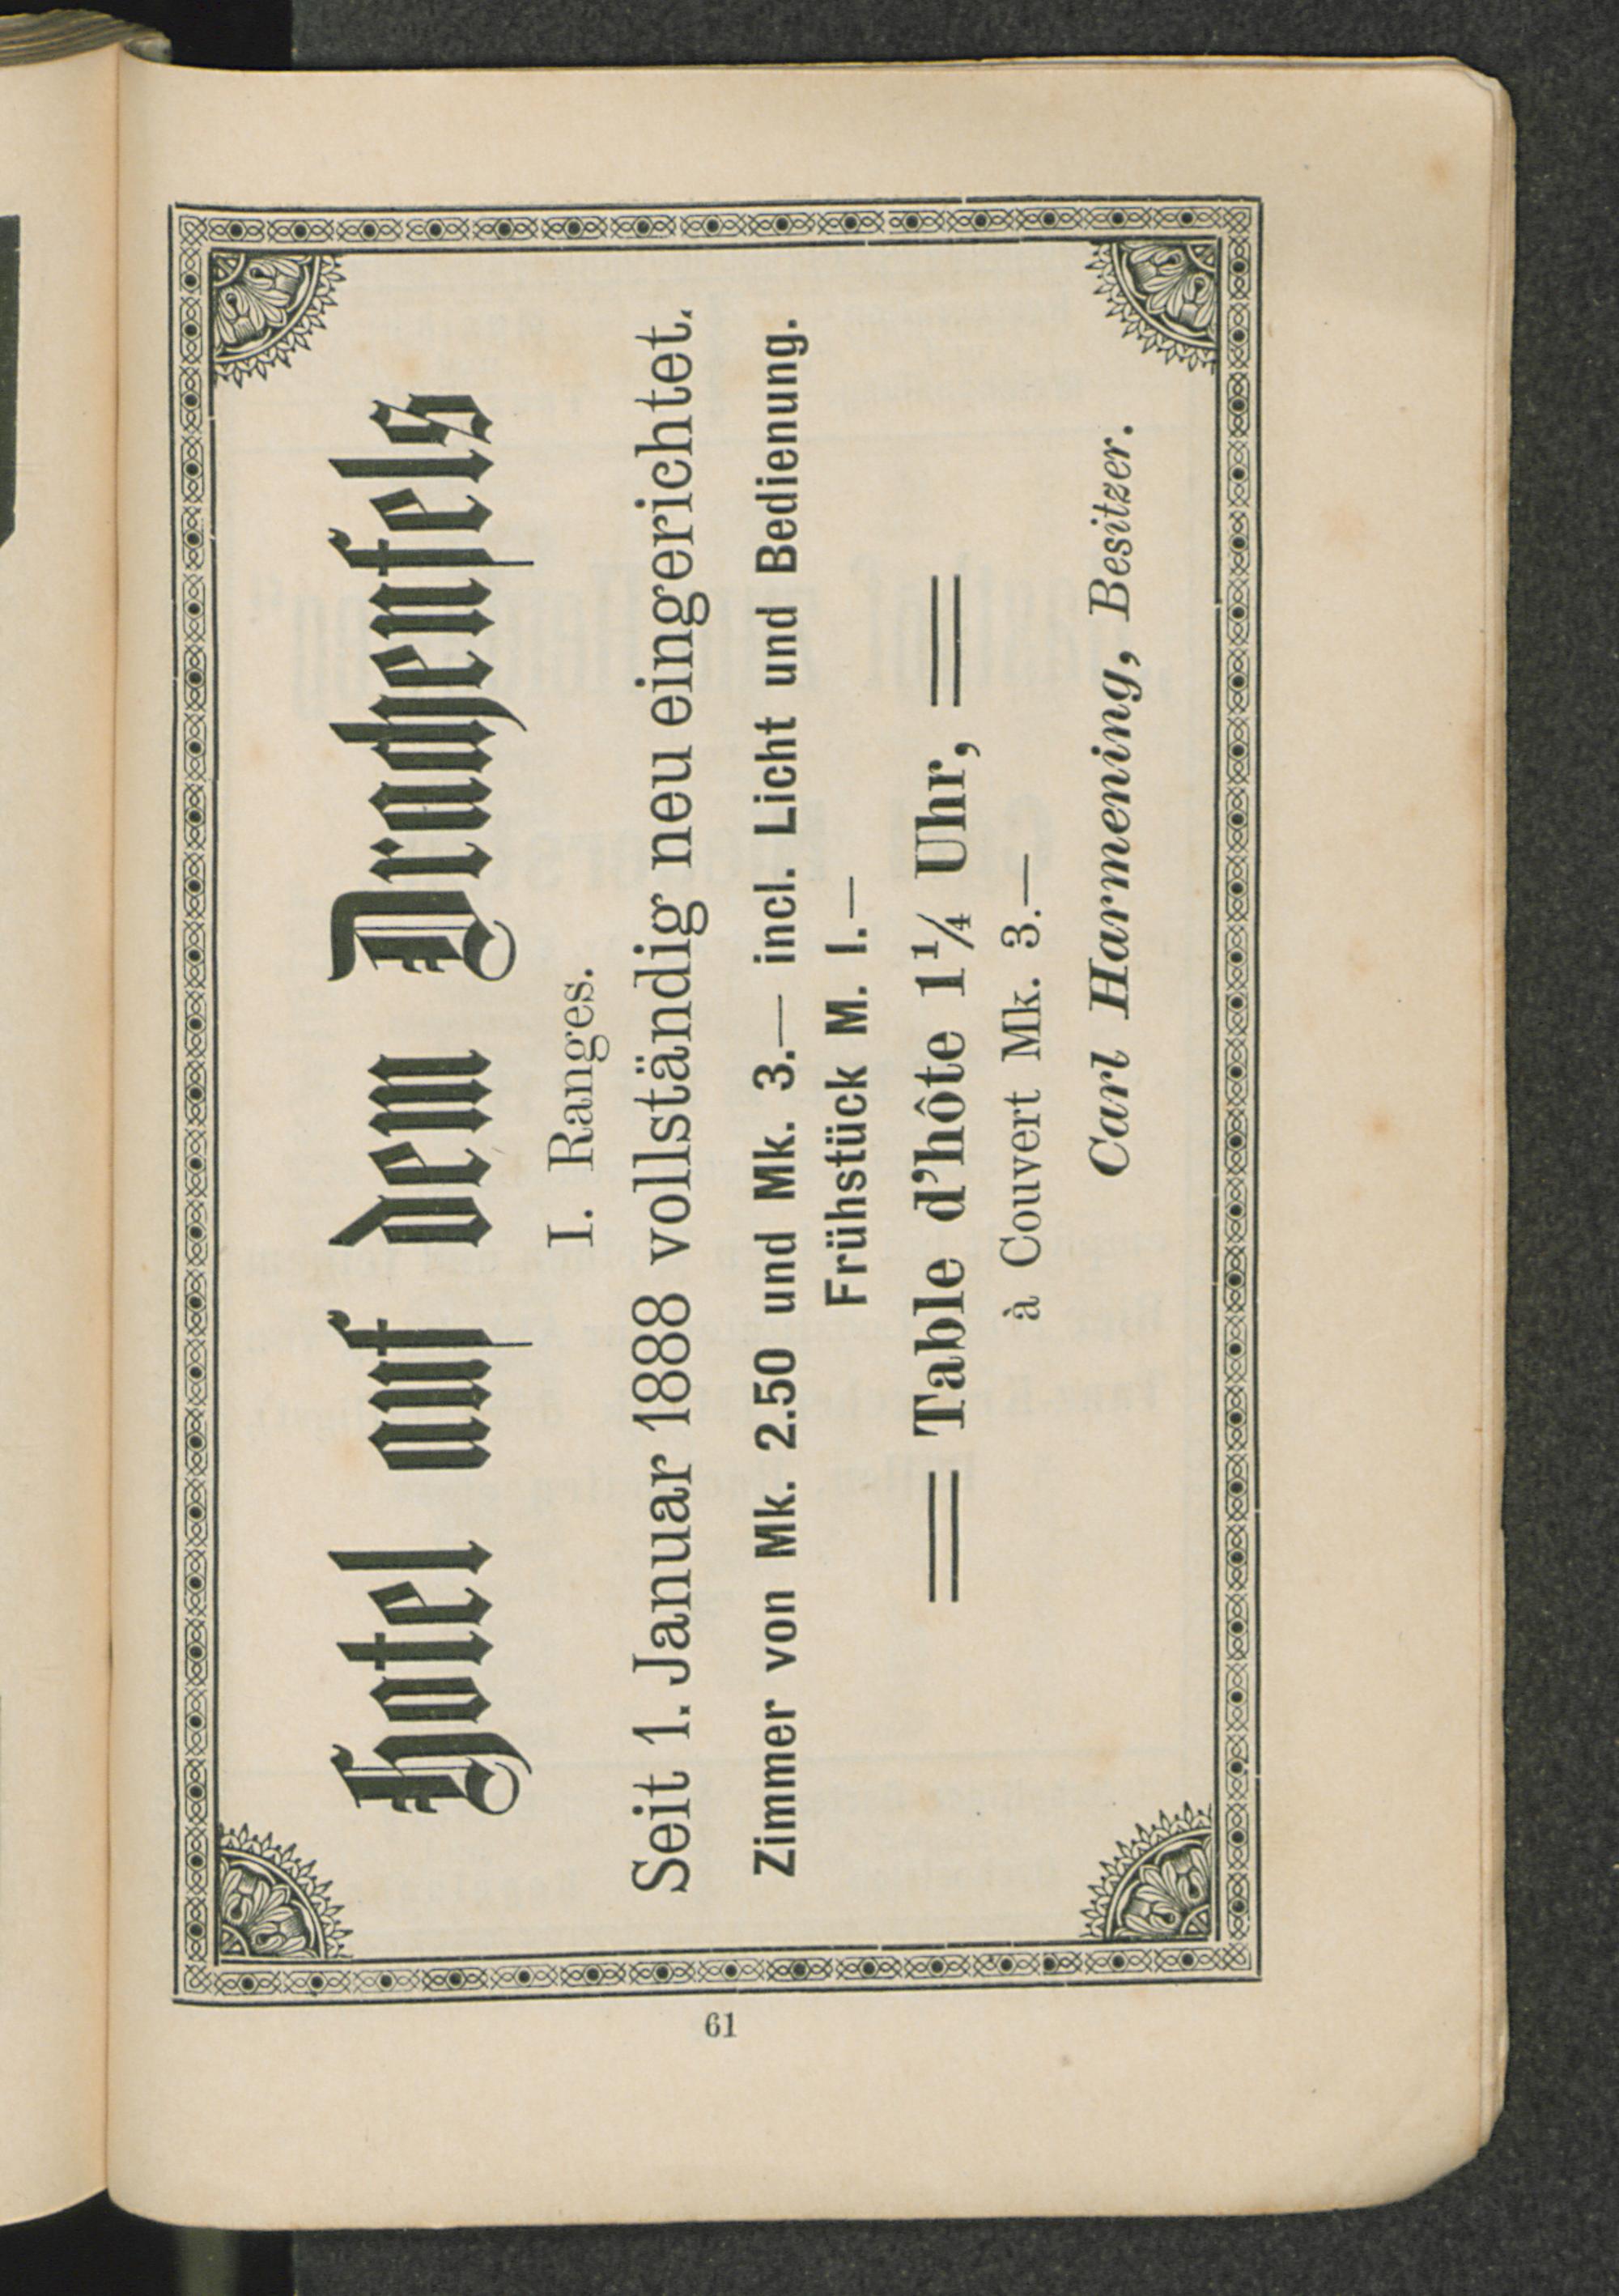 Hotel auf dem Drachenfels
I. Ranges.
Seit 1. Januar 1888 vollständig neu eingerichtet.
Zimmer von Mk. 2.50 und Mk. 3.— incl. Licht und Bedienung.
Frühstück M. 1.—
Table d'hôte 1¼ Uhr,
à Couvert Mk. 3.—
Carl Harmening, Besitzer.
61